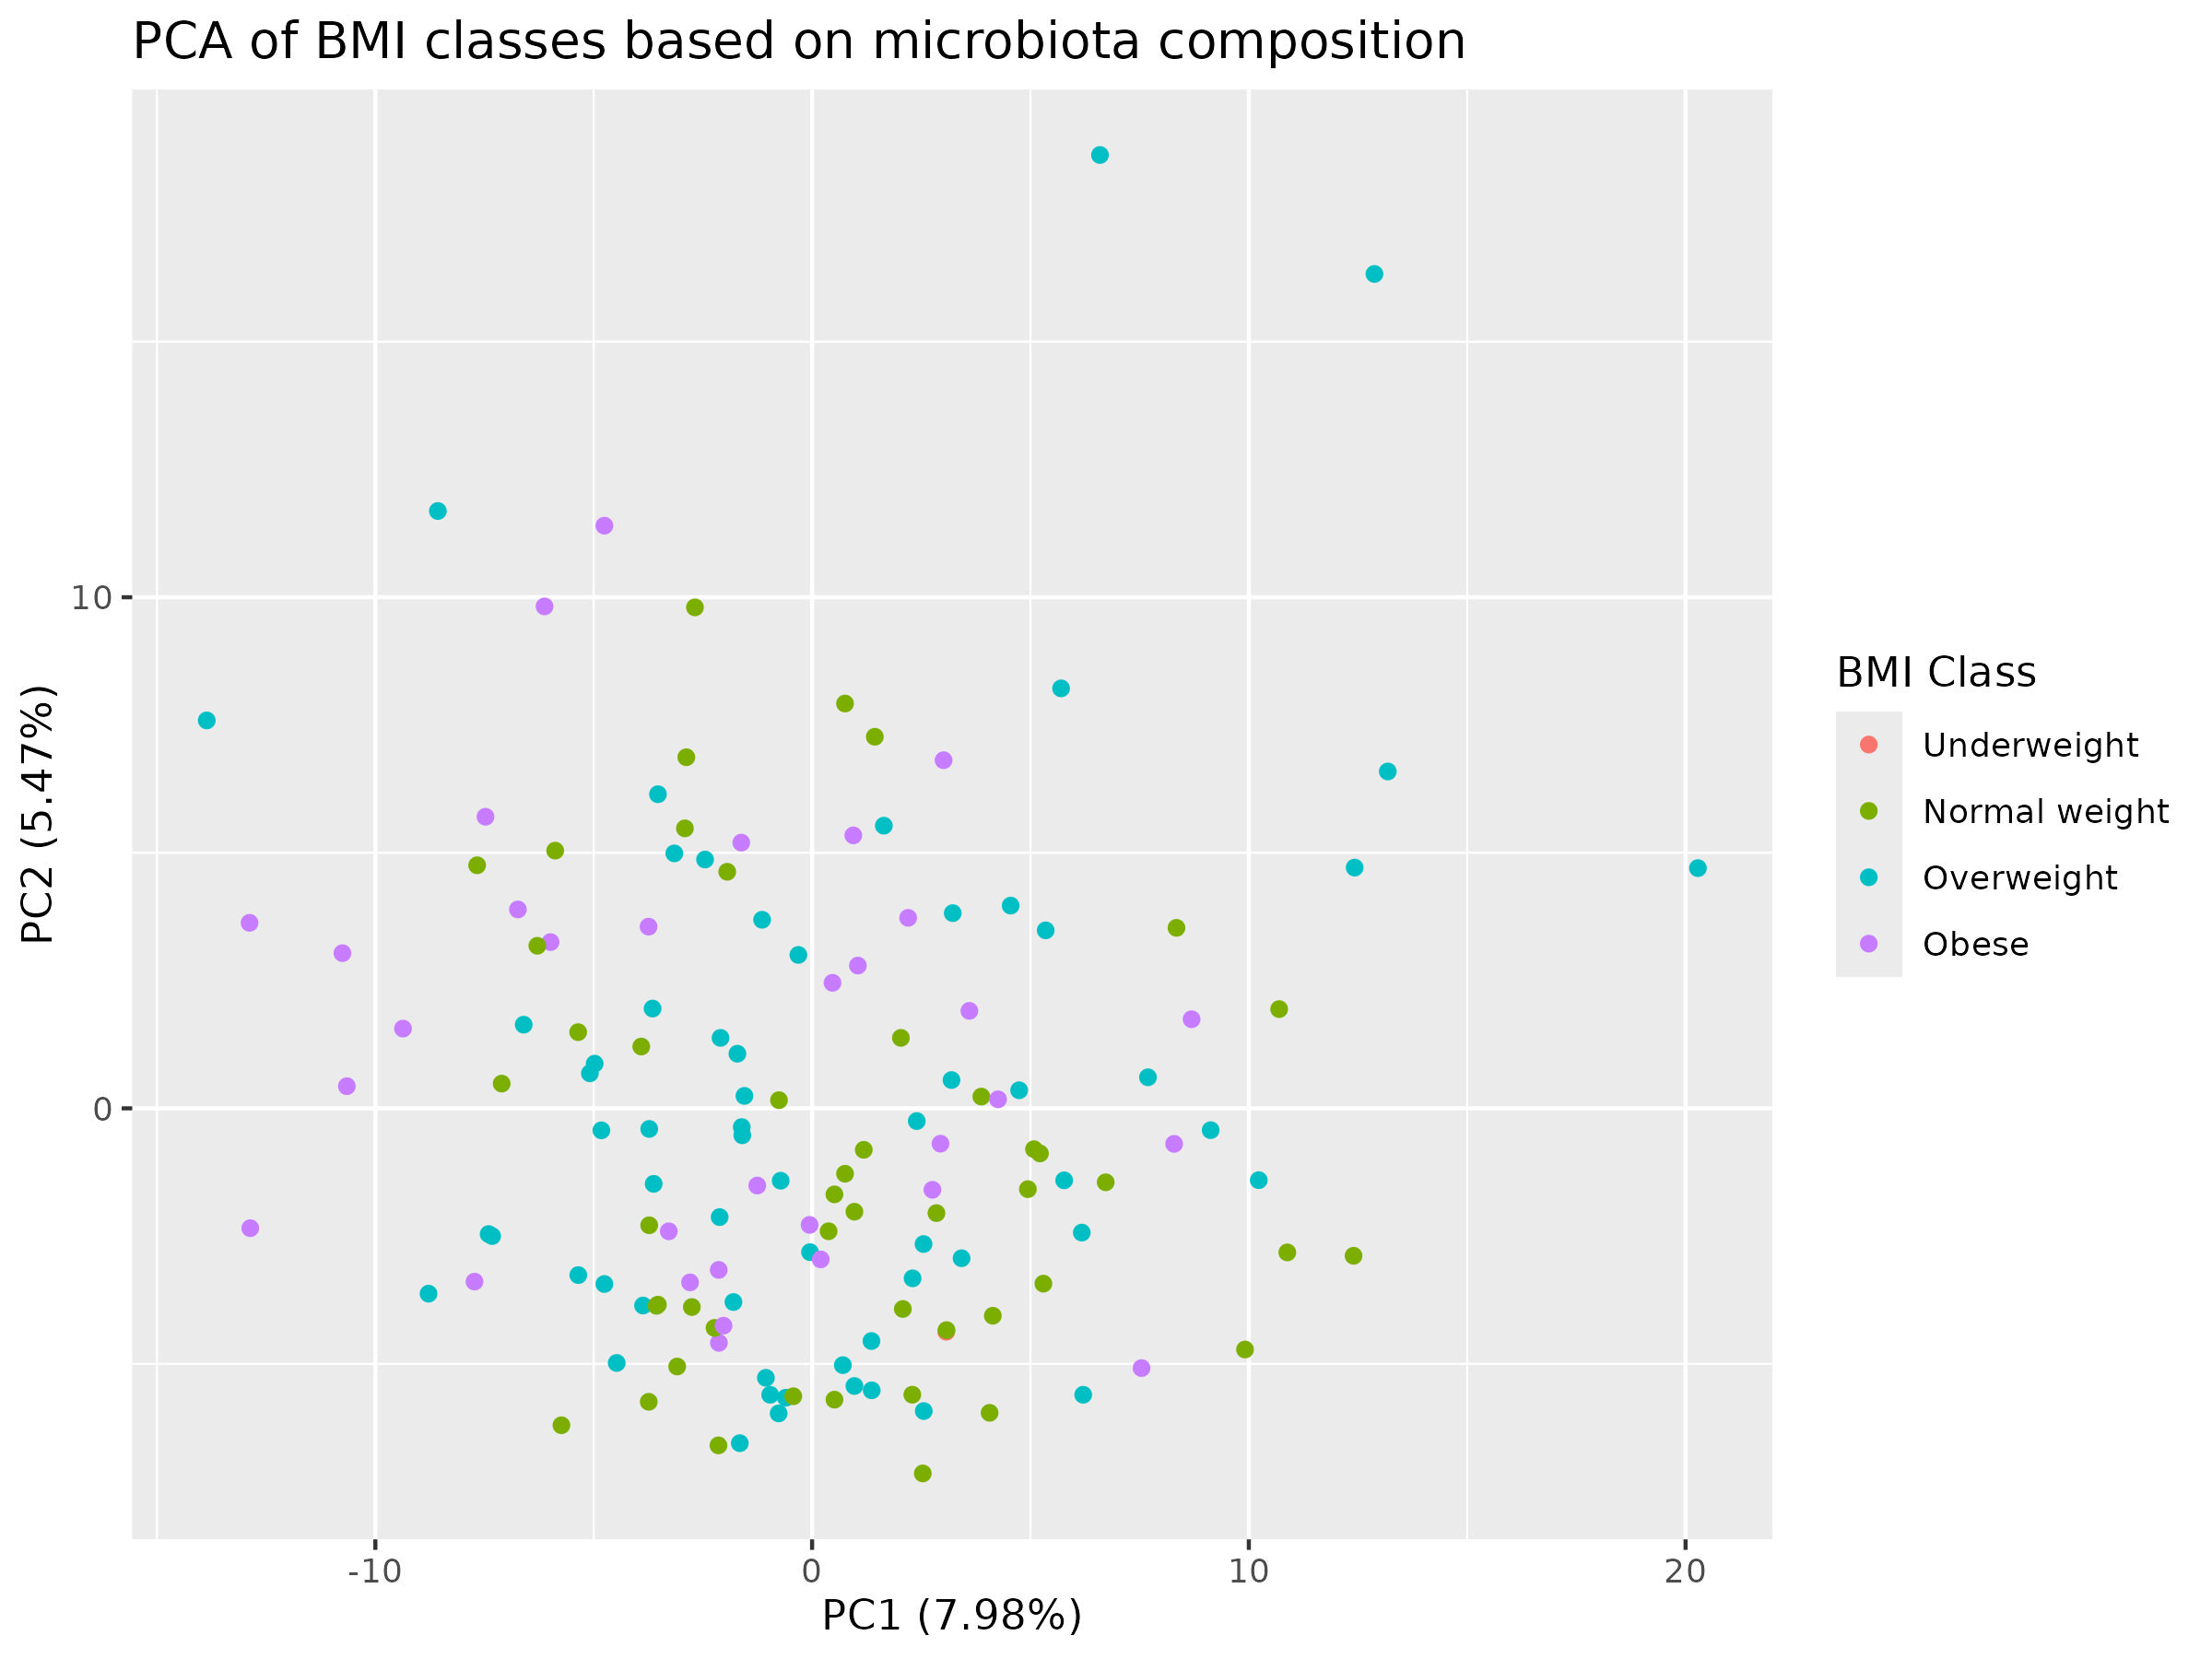 PCA of BMI classes based on microbiota composition
10
0
PC2 (5.47%)
-10
0
10
20
PC1 (7.98%)
BMI Class
Underweight
Normal weight
Overweight
Obese